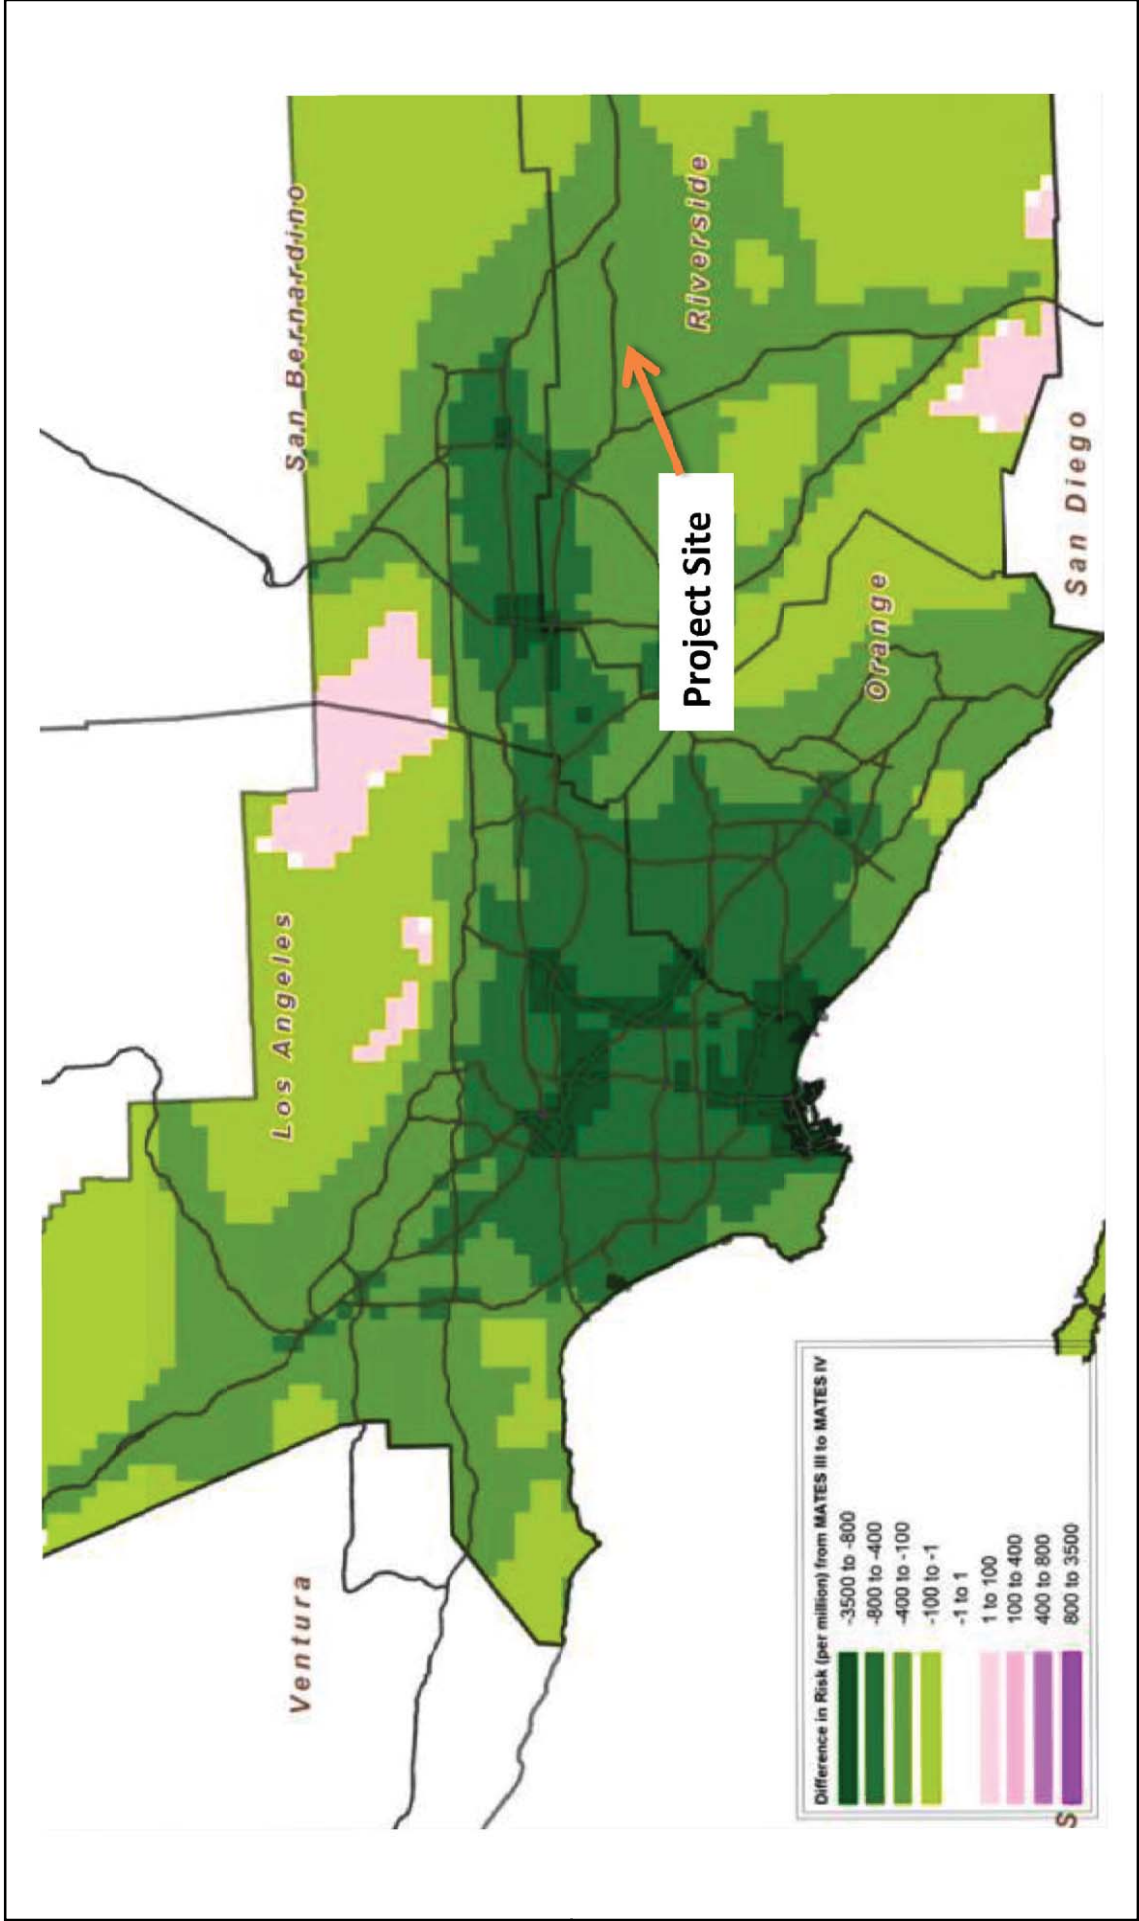 San Bernardino
Los Angeles
Ventura
Riverside
Project Site
Orange
San Diego
Difference in Risk (per million) from MATES III to MATES IV
-3500 to -800
-800 to -400
-400 to -100
-100 to -1
-1 to 1
1 to 100
100 to 400
400 to 800
800 to 3500
S